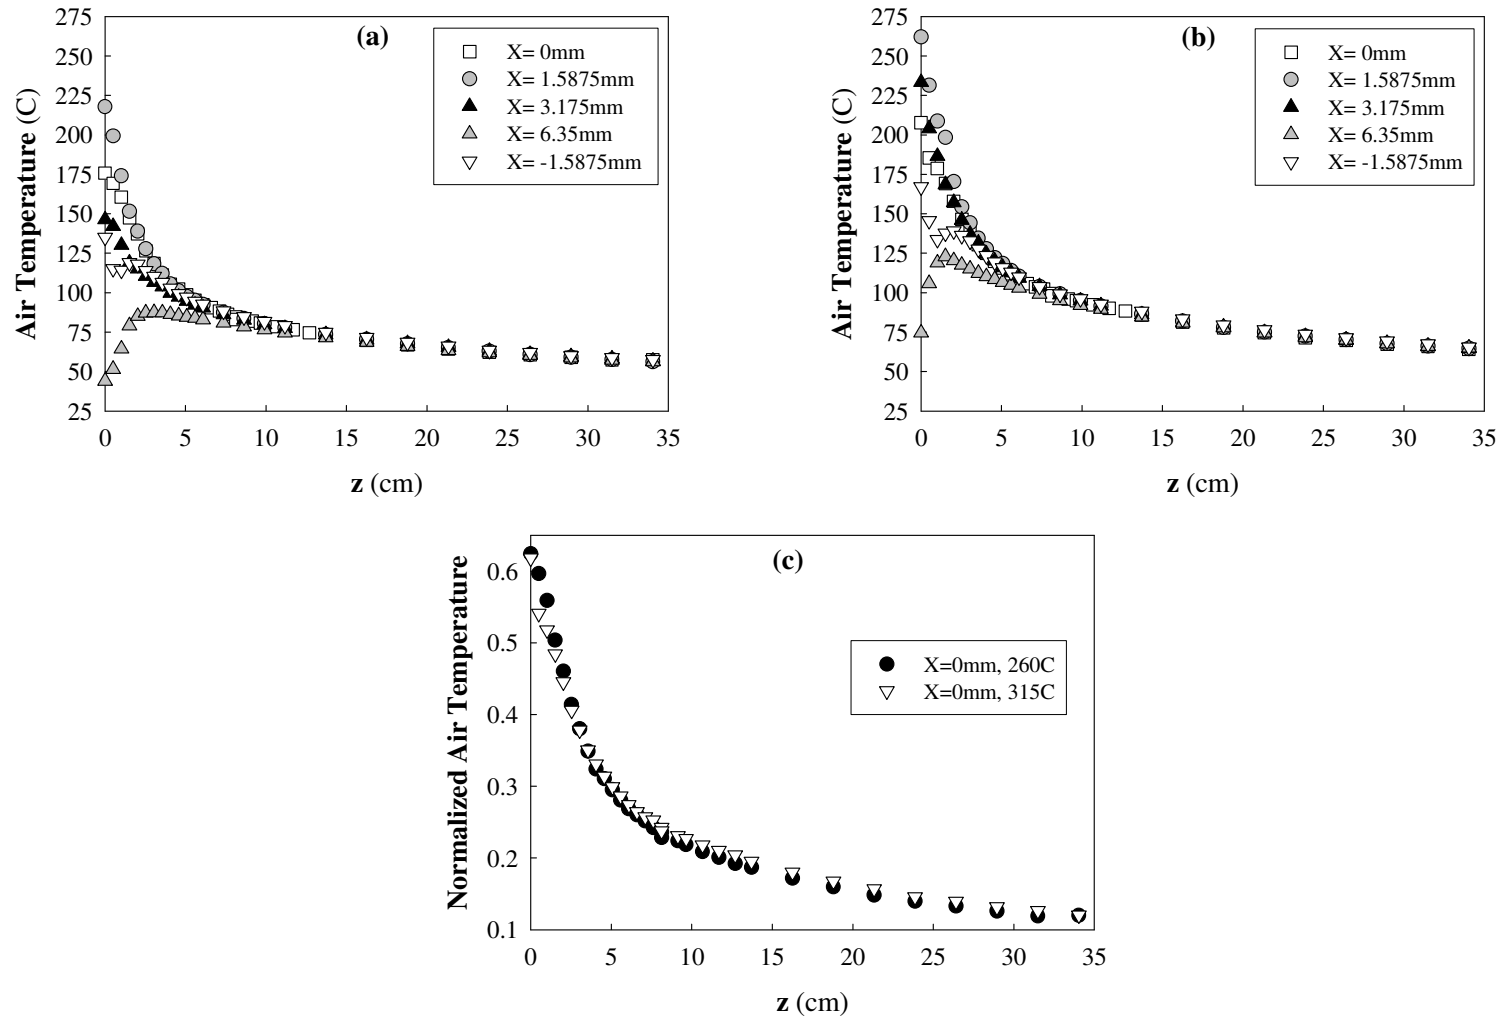 (a)
Air Temperature (C)
275
250
225
200
175
150
125
100
75
50
25
X= 0mm
X= 1.5875mm
X= 3.175mm
X= 6.35mm
X= -1.5875mm
0 5 10 15 20 25 30 35
z (cm)
(b)
Air Temperature (C)
275
250
225
200
175
150
125
100
75
50
25
X= 0mm
X= 1.5875mm
X= 3.175mm
X= 6.35mm
X= -1.5875mm
0 5 10 15 20 25 30 35
z (cm)
(c)
Normalized Air Temperature
0.6
0.5
0.4
0.3
0.2
0.1
X=0mm, 260C
X=0mm, 315C
0 5 10 15 20 25 30 35
z (cm)